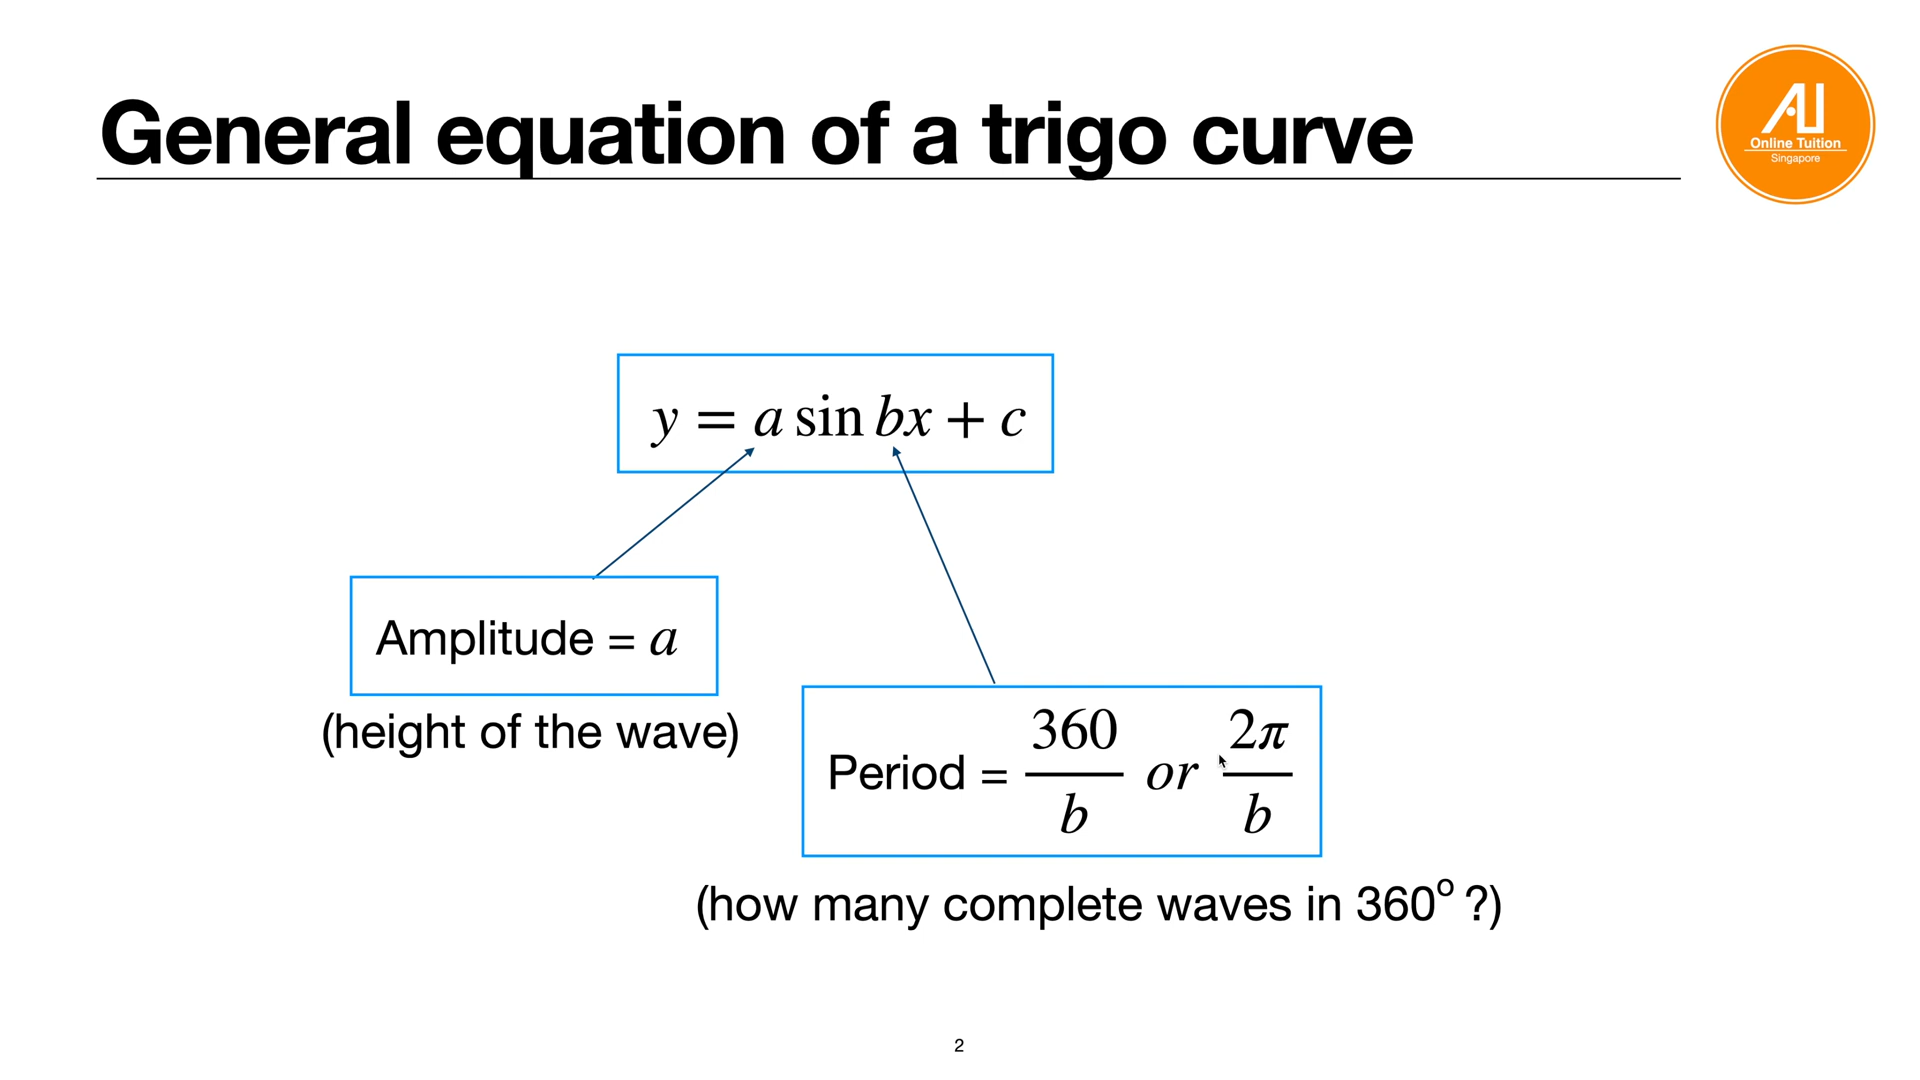 General equation of a trigo curve
AU
Online Tuition
Singapore
y = a sin bx + c
Amplitude = a
(height of the wave)
Period = 360/b or 2π/b
(how many complete waves in 360° ?)
2